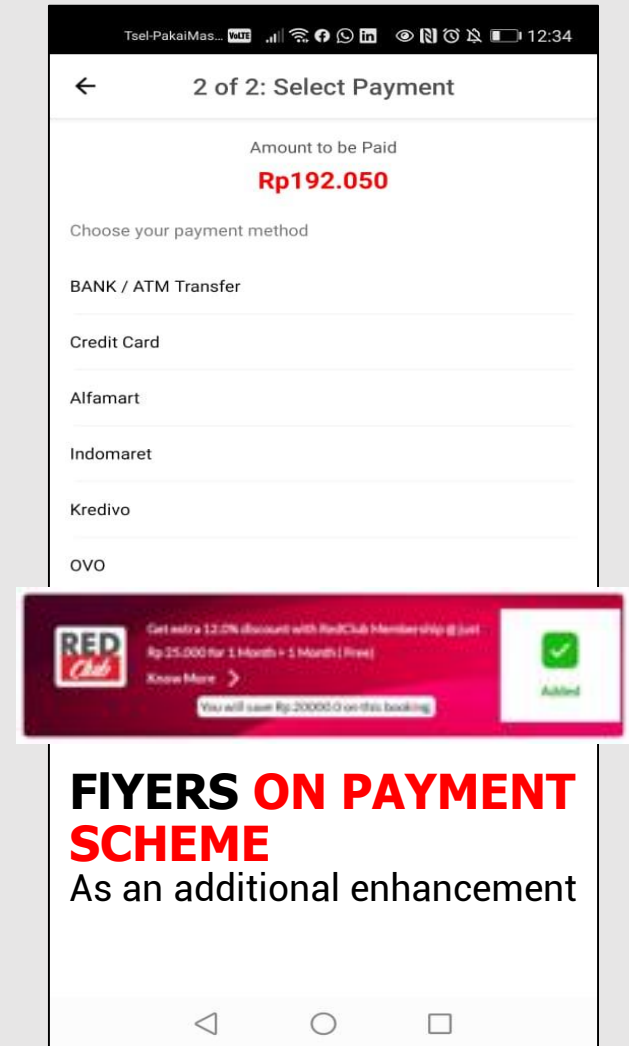 Tsel-PakaiMas... VoLTE 12:34
2 of 2: Select Payment
Amount to be Paid
Rp192.050
Choose your payment method
BANK / ATM Transfer
Credit Card
Alfamart
Indomaret
Kredivo
OVO
RED
Club
Get extra 12.0% discount with RedClub Membership @ just
Rp 25.000 for 1 Month + 1 Month (Free)
Know More
You will save Rp 20000.0 on this booking
Added
FlYERS ON PAYMENT
SCHEME
As an additional enhancement